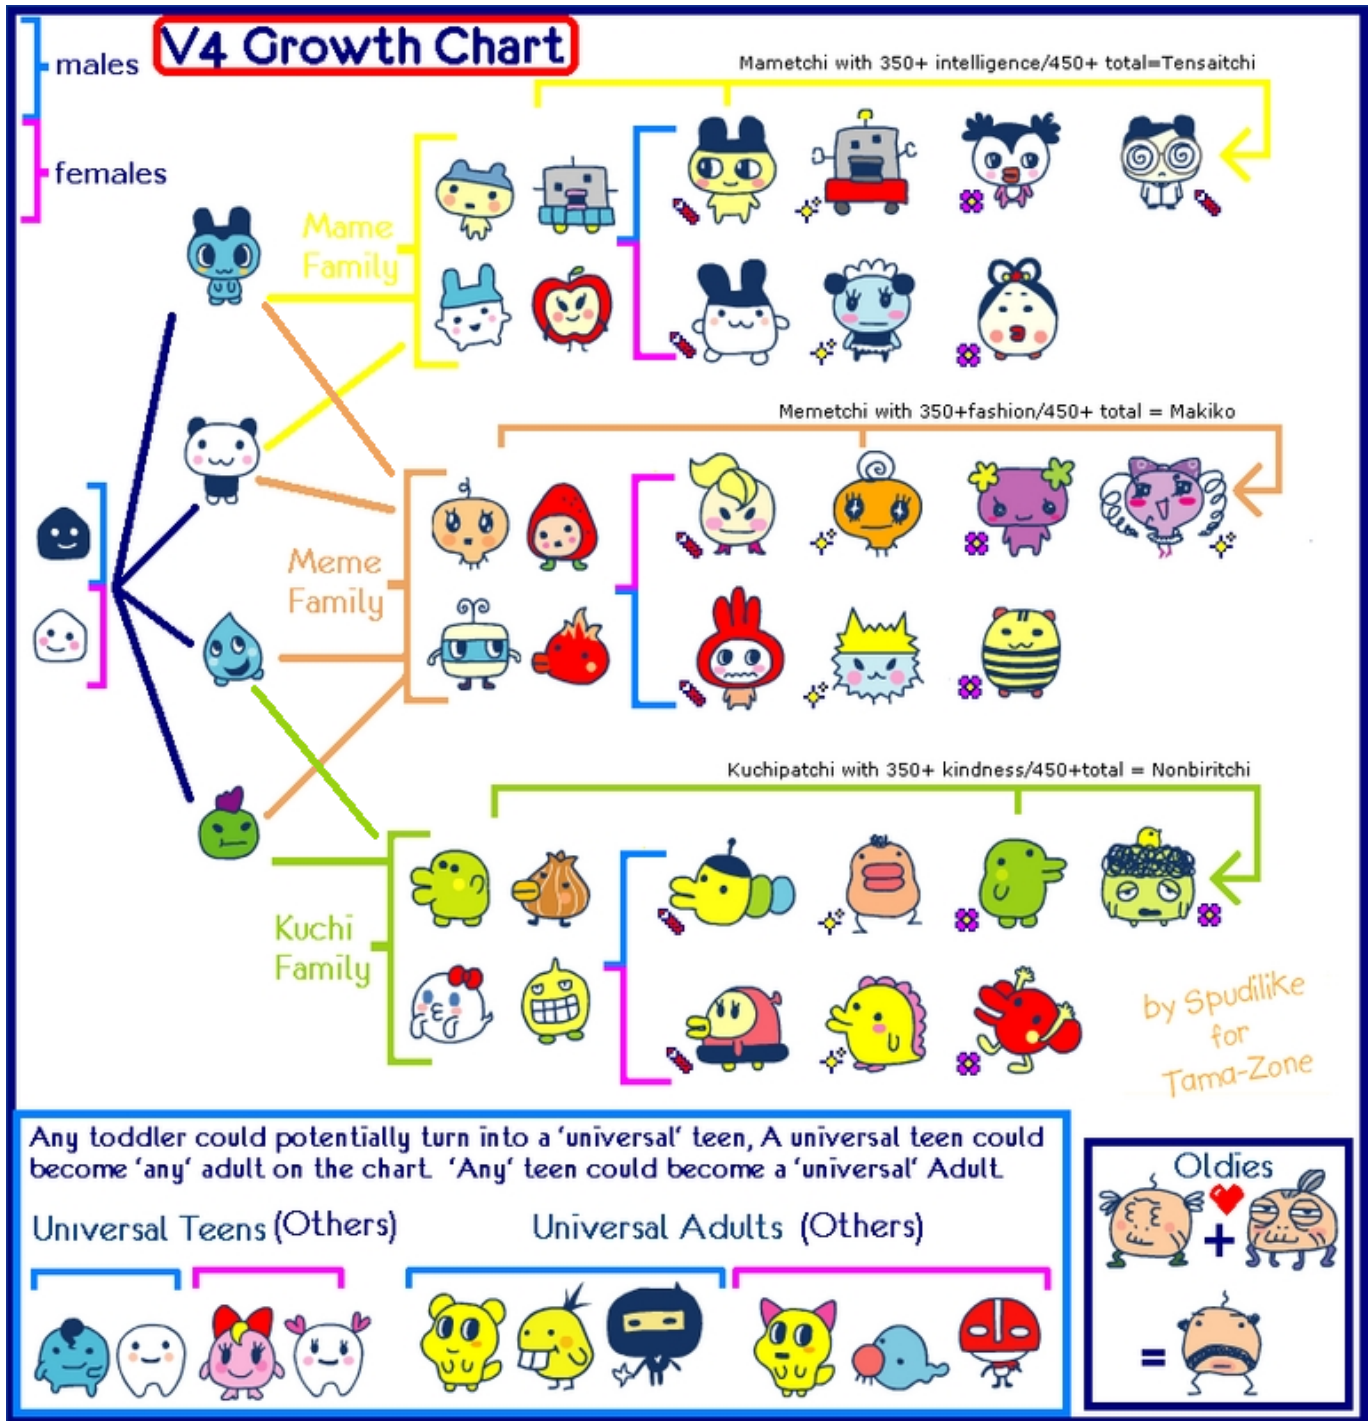 V4 Growth Chart
males
females
Mametchi with 350+ intelligence/450+ total=Tensaitchi
Mame
Family
Memetchi with 350+fashion/450+ total = Makiko
Meme
Family
Kuchipatchi with 350+ kindness/450+total = Nonbiritchi
Kuchi
Family
by Spudilike
for
Tama-Zone
Any toddler could potentially turn into a 'universal' teen, A universal teen could
become 'any' adult on the chart. 'Any' teen could become a 'universal' Adult.
Universal Teens (Others)
Universal Adults (Others)
Oldies
+
=